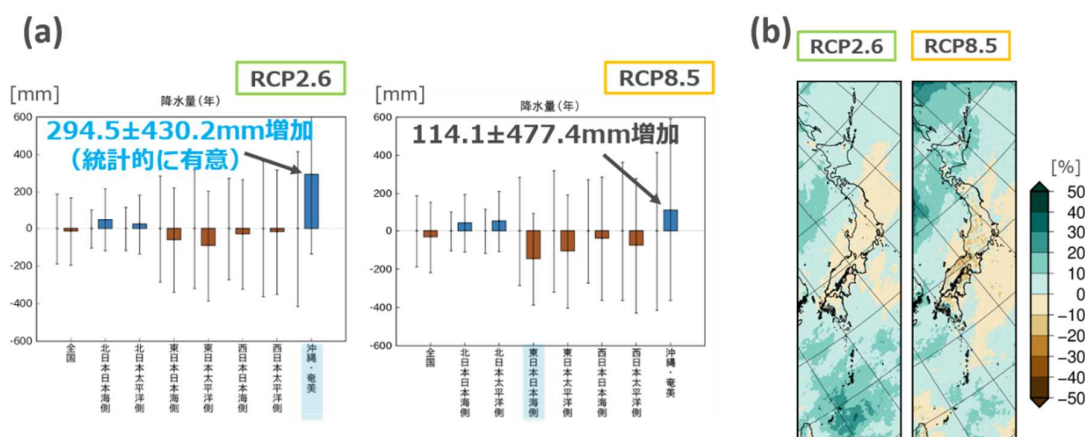 (a)
RCP2.6
[mm]
降水量(年)
600
400
200
0
-200
-400
-600
294.5±430.2mm増加
(統計的に有意)
全国
北日本日本海側
北日本太平洋側
東日本日本海側
東日本太平洋側
西日本日本海側
西日本太平洋側
沖縄・奄美
RCP8.5
[mm]
降水量(年)
600
400
200
0
-200
-400
-600
114.1±477.4mm増加
全国
北日本日本海側
北日本太平洋側
東日本日本海側
東日本太平洋側
西日本日本海側
西日本太平洋側
沖縄・奄美
(b)
RCP2.6
RCP8.5
[%]
50
40
30
20
10
0
-10
-20
-30
-40
-50